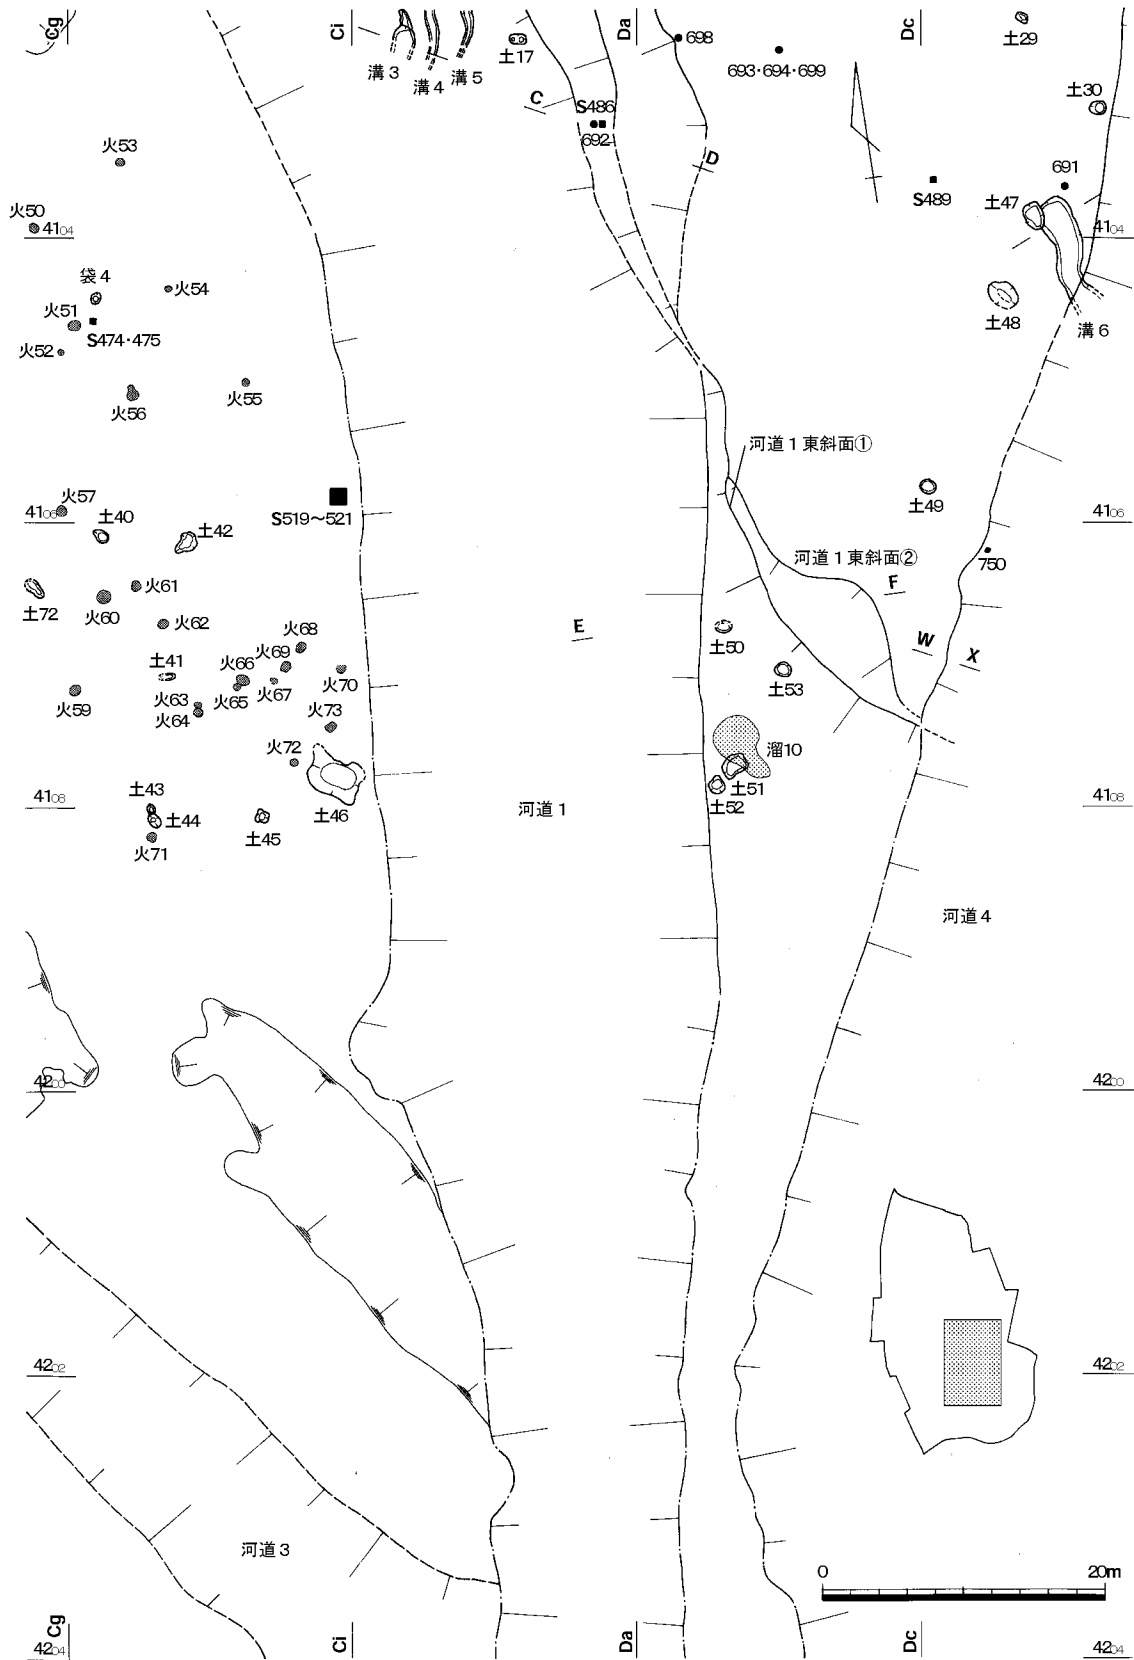 Cg
Ci
Da
Dc
溝3
溝4
溝5
土17
698
693・694・699
土29
土30
C
S486
692
D
火53
S489
691
土47
火50
4104
4104
袋4
火54
火51
S474・475
火52
土48
溝6
火56
火55
河道1東斜面①
火57
4106
土40
土42
S519〜521
土49
4106
750
河道1東斜面②
F
火61
土72
火60
火62
E
土50
W
X
火68
火69
火66
土41
火59
火63
火64
火65
火67
火70
土53
火73
火72
溜10
土43
4108
土44
土45
土46
河道1
土51
土52
4108
火71
河道4
4200
4200
4202
4202
河道3
0
20m
Cg
Ci
Da
Dc
4204
4204